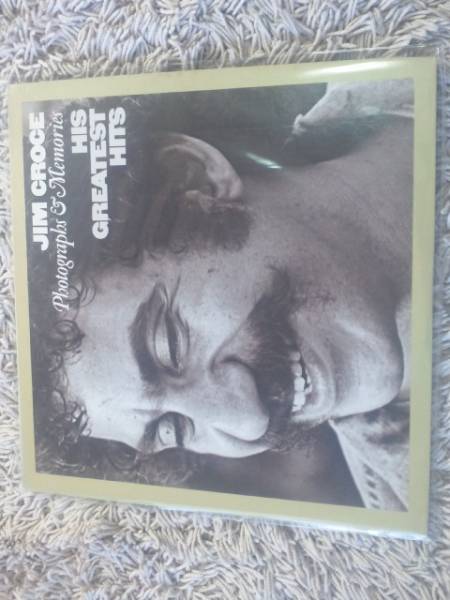 JIM CROCE
Photographs & Memories
HIS
GREATEST
HITS